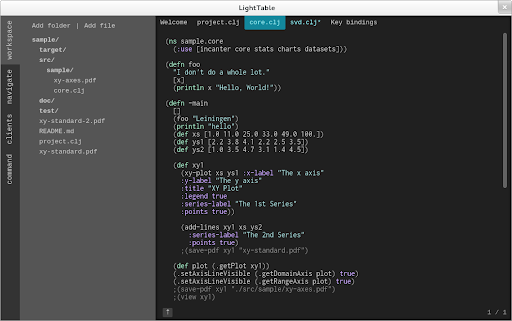 LightTable
×
workspace
navigate
clients
command
Add folder | Add file
sample/
target/
src/
sample/
xy-axes.pdf
core.clj
doc/
test/
xy-standard-2.pdf
README.md
project.clj
xy-standard.pdf
Welcome project.clj core.clj svd.clj* Key bindings
(ns sample.core
(:use [incanter core stats charts datasets]))
(defn foo
"I don't do a whole lot."
[x]
(println x "Hello, World!"))
(defn -main
[]
(foo "Leiningen")
(println "hello")
(def xs [1.0 11.0 25.0 33.0 49.0 100.])
(def ys1 [2.2 3.8 4.1 2.2 2.5 3.5])
(def ys2 [1.0 3.5 4.7 3.1 1.4 4.5])
(def xy1
(xy-plot xs ys1 :x-label "The x axis"
:y-label "The y axis"
:title "XY Plot"
:legend true
:series-label "The 1st Series"
:points true))
(add-lines xy1 xs ys2
:series-label "The 2nd Series"
:points true)
;(save-pdf xy1 "xy-standard.pdf")
(def plot (.getPlot xy1))
(.setAxisLineVisible (.getDomainAxis plot) true)
(.setAxisLineVisible (.getRangeAxis plot) true)
;(save-pdf xy1 "./src/sample/xy-axes.pdf")
;(view xy1)
↑
1 / 1